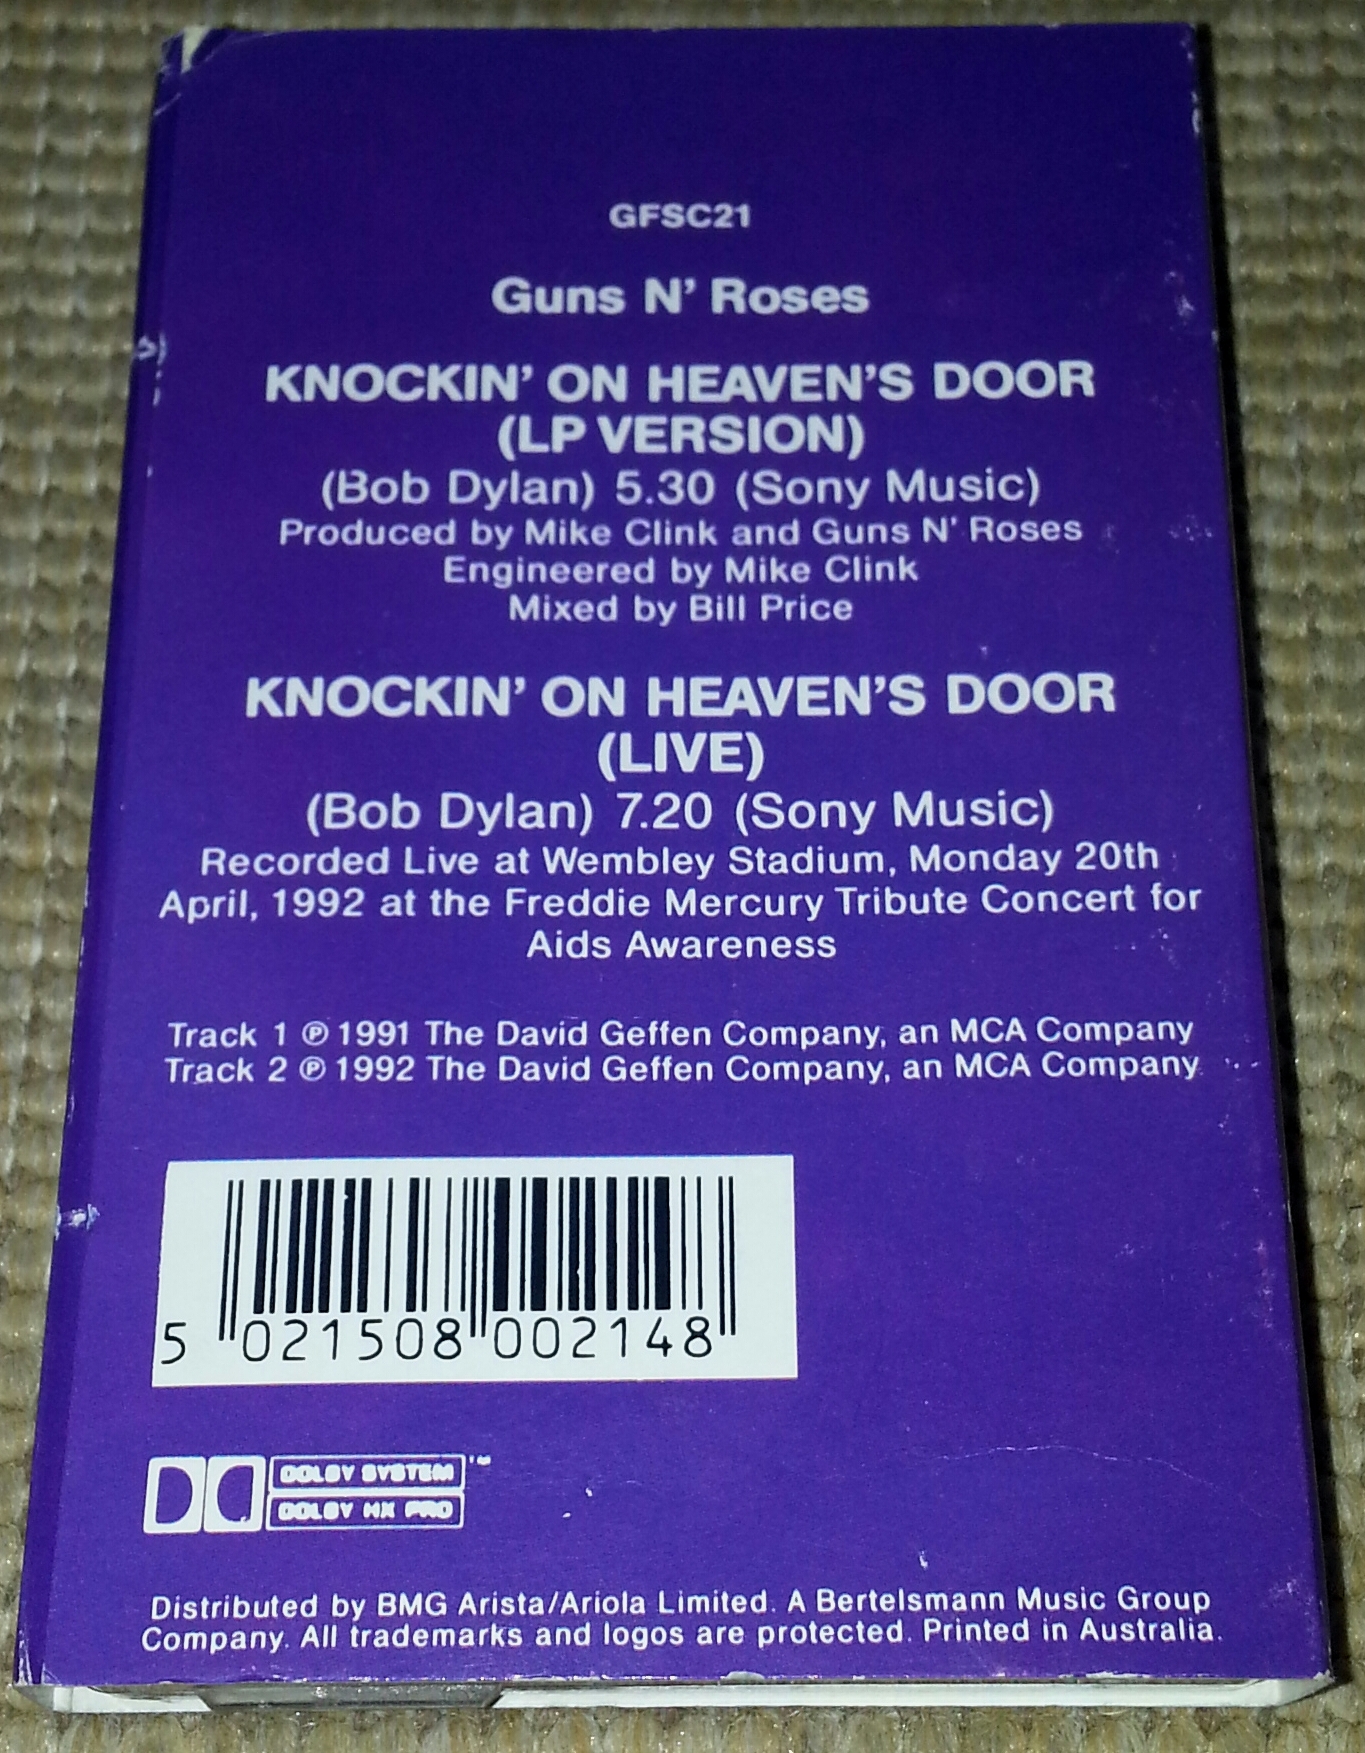 GFSC21
Guns N' Roses
KNOCKIN' ON HEAVEN'S DOOR
(LP VERSION)
(Bob Dylan) 5.30 (Sony Music)
Produced by Mike Clink and Guns N' Roses
Engineered by Mike Clink
Mixed by Bill Price
KNOCKIN' ON HEAVEN'S DOOR
(LIVE)
(Bob Dylan) 7.20 (Sony Music)
Recorded Live at Wembley Stadium, Monday 20th
April, 1992 at the Freddie Mercury Tribute Concert for
Aids Awareness
Track 1 ℗ 1991 The David Geffen Company, an MCA Company
Track 2 ℗ 1992 The David Geffen Company, an MCA Company
5 021508 002148
DOLBY SYSTEM ™
DOLBY HX PRO
Distributed by BMG Arista/Ariola Limited. A Bertelsmann Music Group
Company. All trademarks and logos are protected. Printed in Australia.